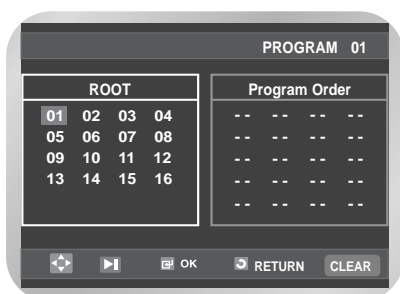 PROGRAM 01
ROOT Program Order
01 02 03 04 -- -- -- --
05 06 07 08 -- -- -- --
09 10 11 12 -- -- -- --
13 14 15 16 -- -- -- --
-- -- -- --
OK RETURN CLEAR